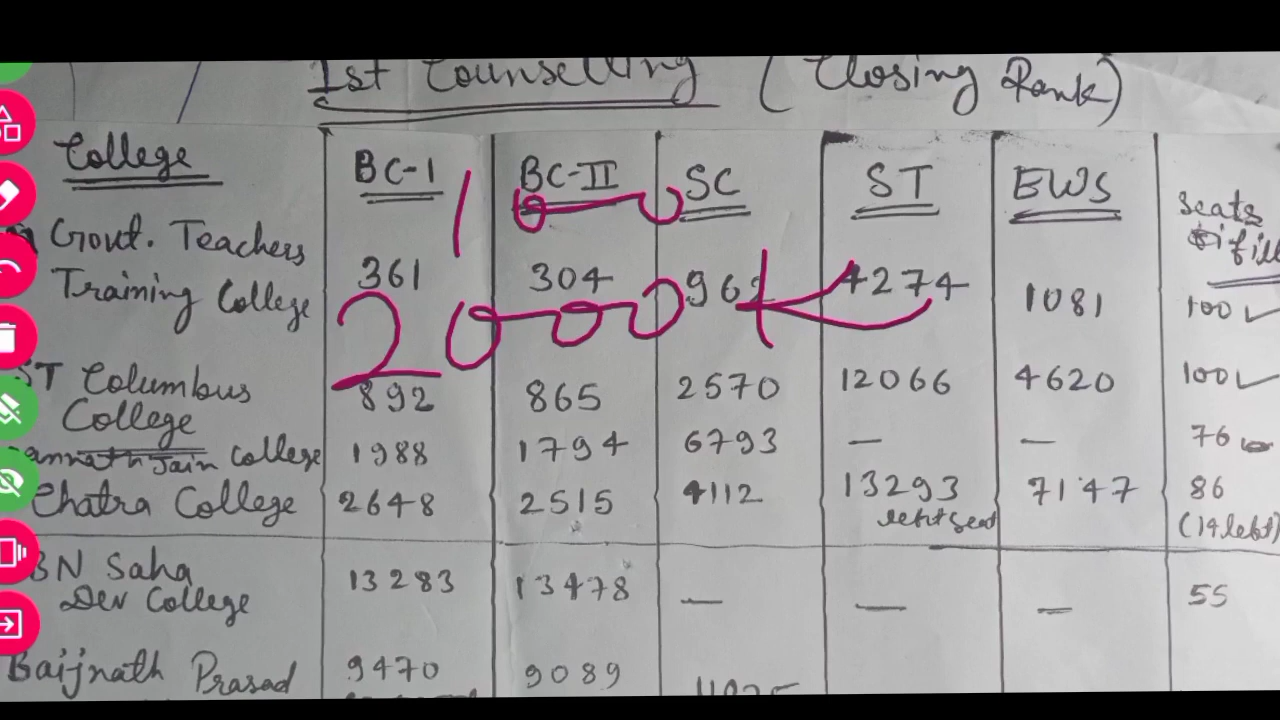 1st Counselling (Closing Rank)
College BC-I BC-II SC ST EWS Seats
Govt. Teachers
Training College 361 304 4274 1081 100
ST Columbus 892 865 2570 12066 4620 100
College
Jain College 1988 1794 6793 — — 76
Chatra College 2648 2515 4112 13293 7147 86
Seat (14 left)
BN Saha 13283 13478 — — — 55
Dev College
Baijnath Prasad 9470 9089
10
20000